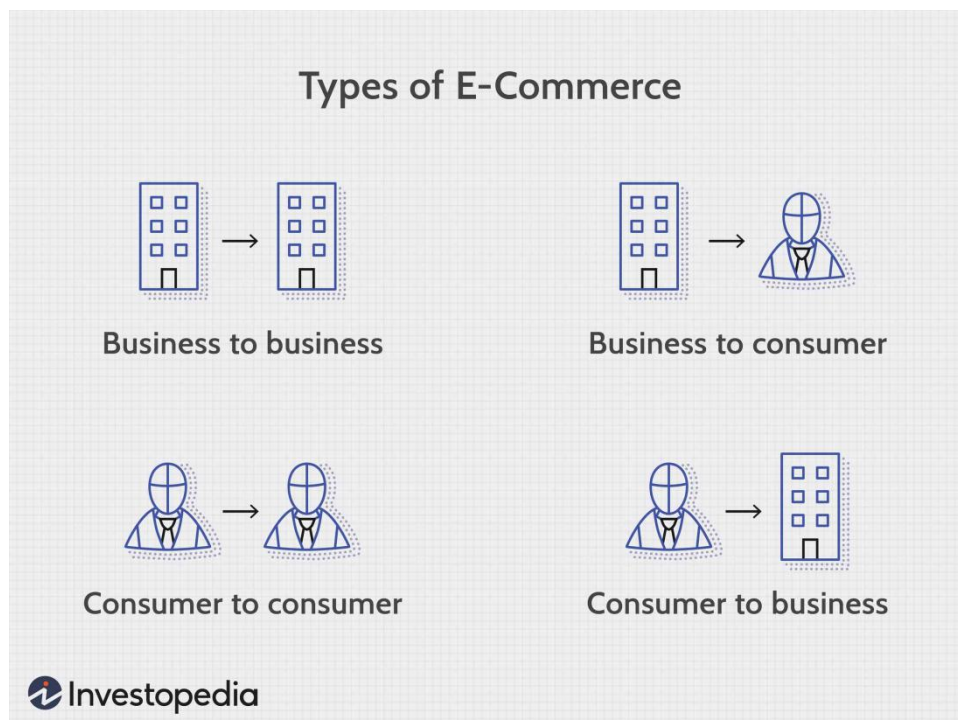 Types of E-Commerce
Business to business
Business to consumer
Consumer to consumer
Consumer to business
Investopedia